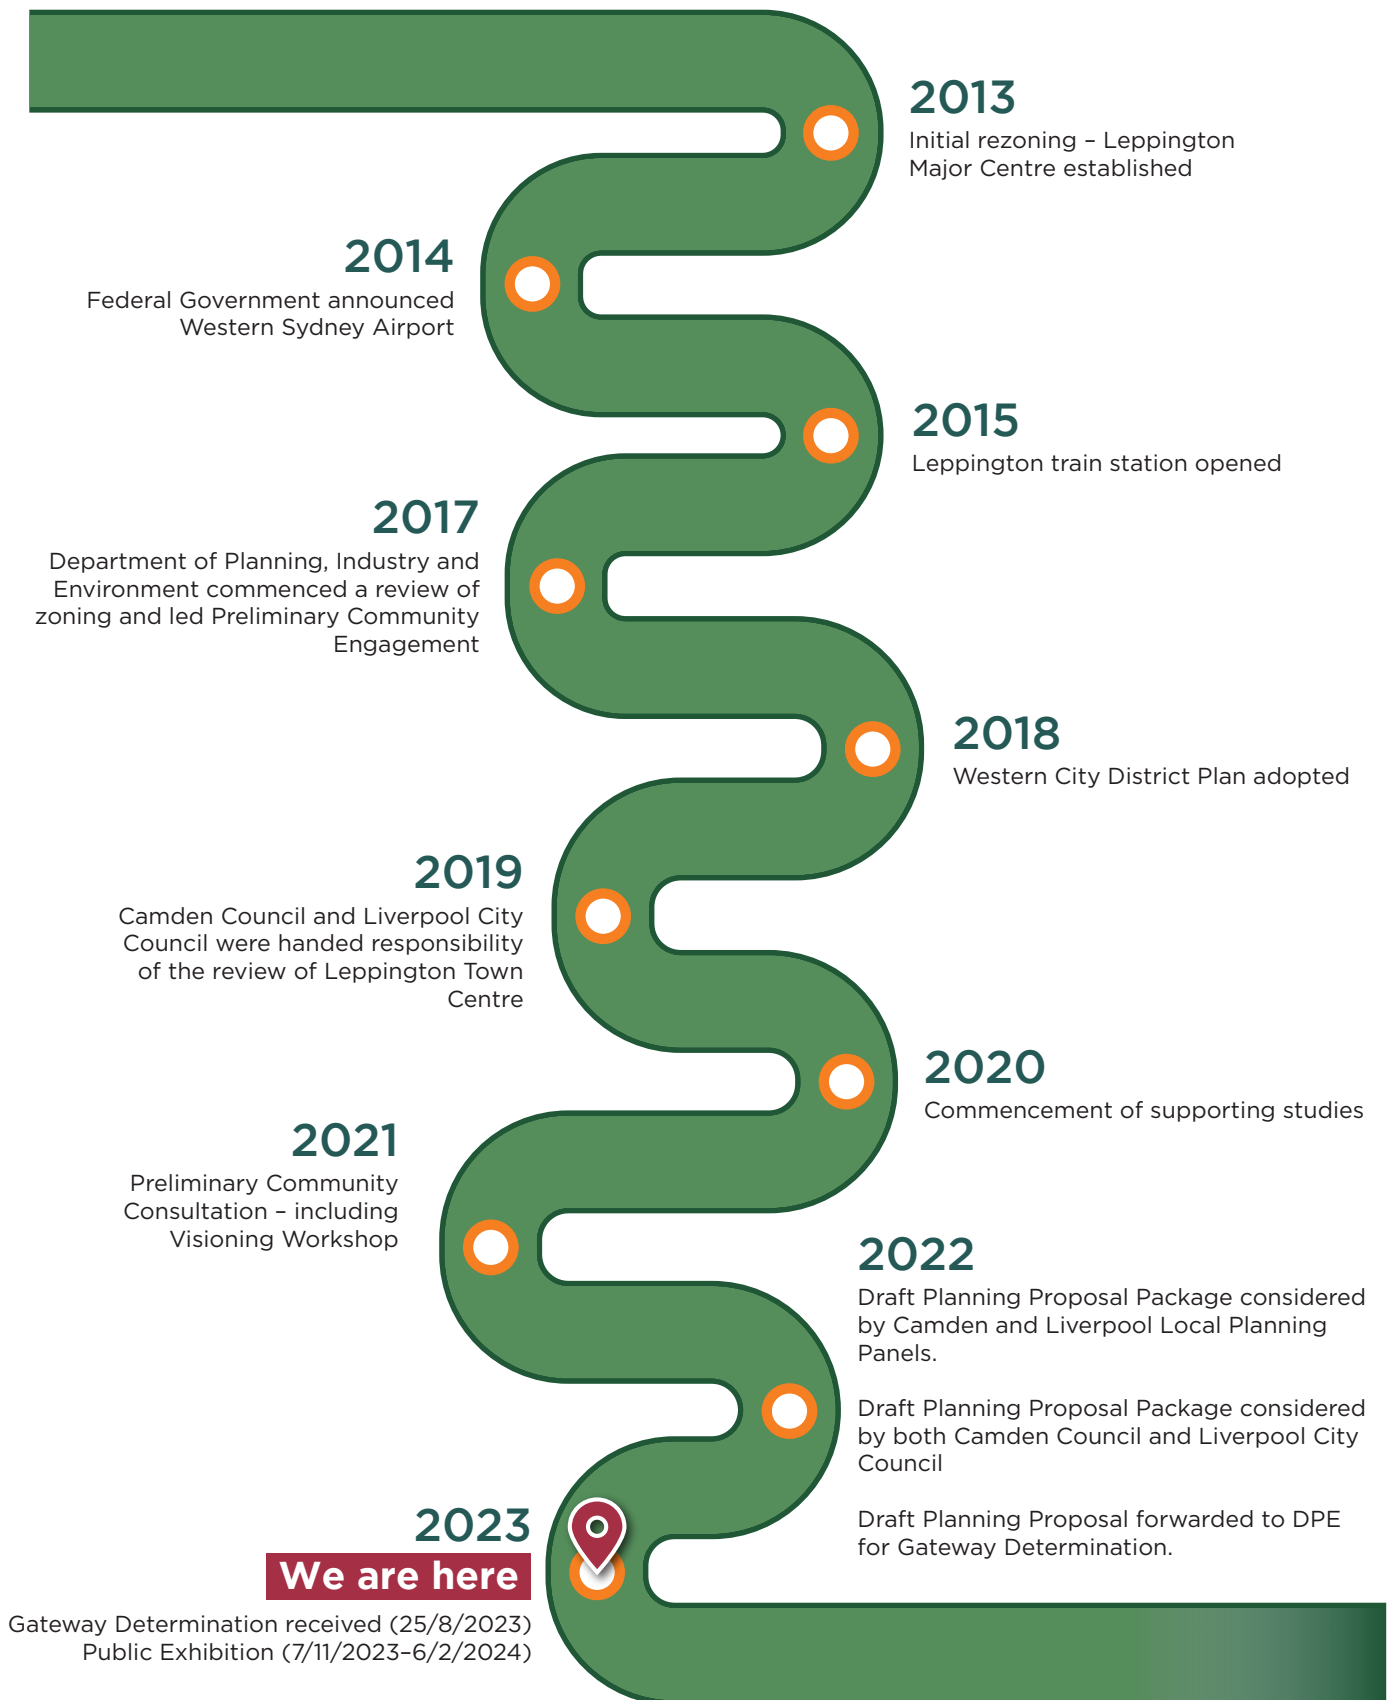 2013
Initial rezoning – Leppington
Major Centre established
2014
Federal Government announced
Western Sydney Airport
2015
Leppington train station opened
2017
Department of Planning, Industry and
Environment commenced a review of
zoning and led Preliminary Community
Engagement
2018
Western City District Plan adopted
2019
Camden Council and Liverpool City
Council were handed responsibility
of the review of Leppington Town
Centre
2020
Commencement of supporting studies
2021
Preliminary Community
Consultation – including
Visioning Workshop
2022
Draft Planning Proposal Package considered
by Camden and Liverpool Local Planning
Panels.
Draft Planning Proposal Package considered
by both Camden Council and Liverpool City
Council
Draft Planning Proposal forwarded to DPE
for Gateway Determination.
2023
We are here
Gateway Determination received (25/8/2023)
Public Exhibition (7/11/2023–6/2/2024)